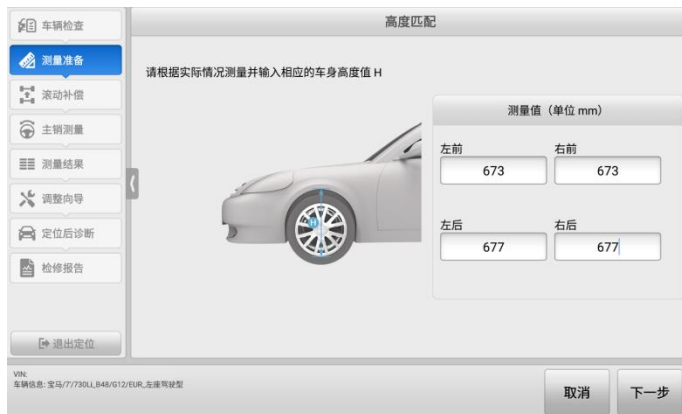 高度匹配
车辆检查
测量准备
滚动补偿
主销测量
测量结果
调整向导
定位后诊断
检修报告
退出定位
请根据实际情况测量并输入相应的车身高度值 H
H
测量值（单位 mm）
左前
右前
673
673
左后
右后
677
677
VIN:
车辆信息: 宝马/7'/730Li_B48/G12/EUR_左座驾驶型
取消
下一步